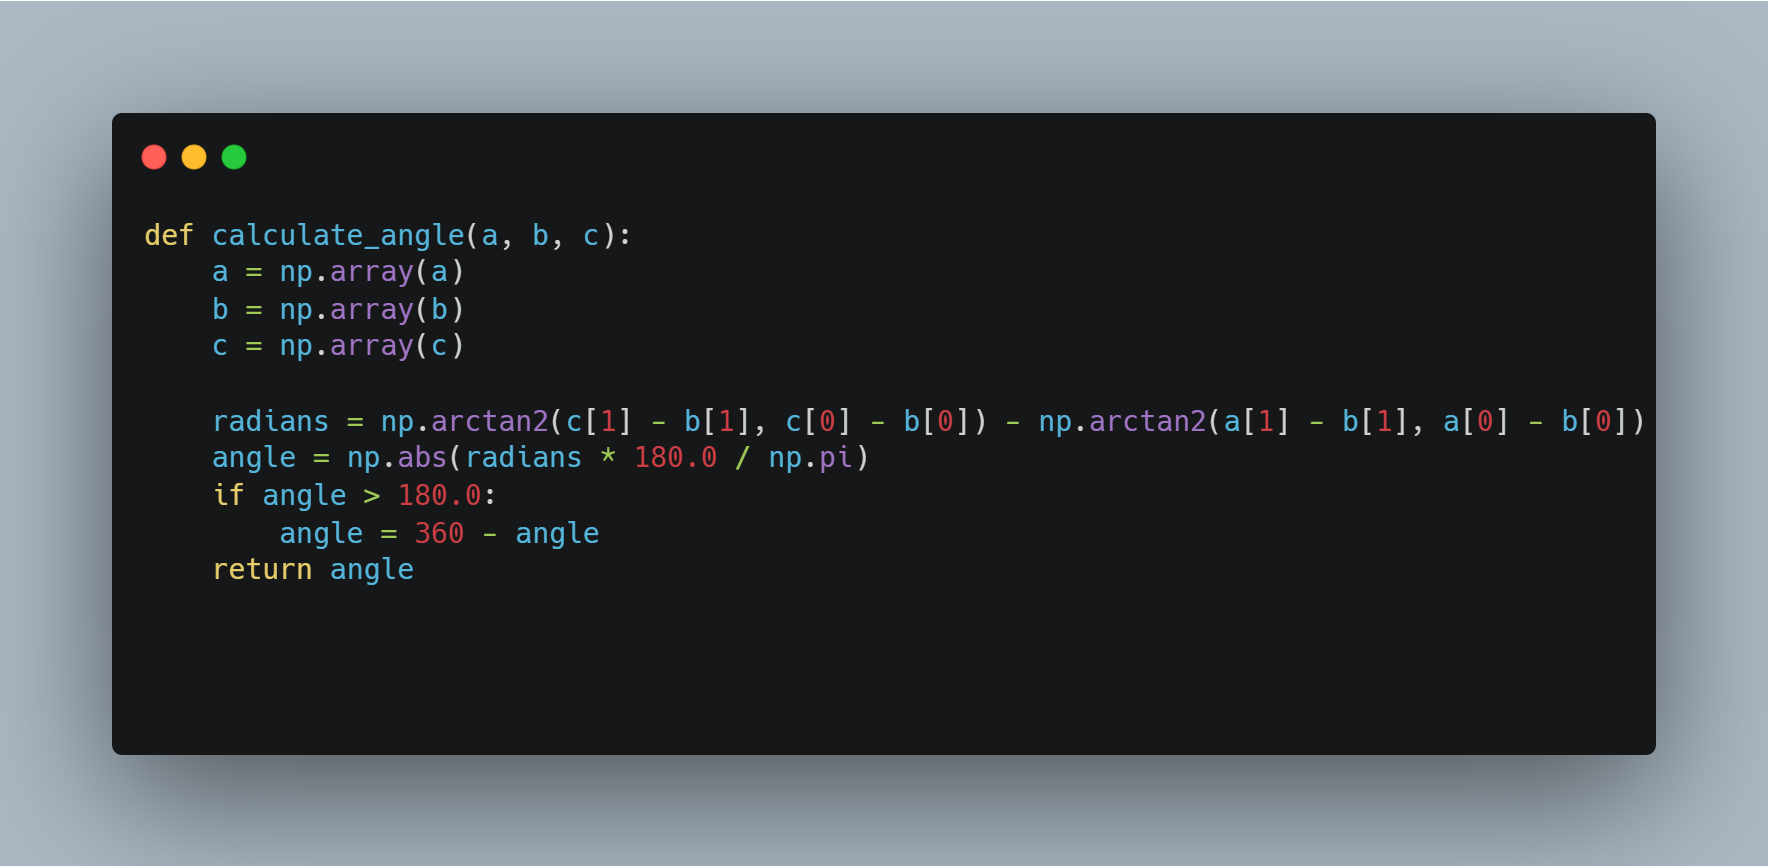 def calculate_angle(a, b, c):
    a = np.array(a)
    b = np.array(b)
    c = np.array(c)

    radians = np.arctan2(c[1] - b[1], c[0] - b[0]) - np.arctan2(a[1] - b[1], a[0] - b[0])
    angle = np.abs(radians * 180.0 / np.pi)
    if angle > 180.0:
        angle = 360 - angle
    return angle